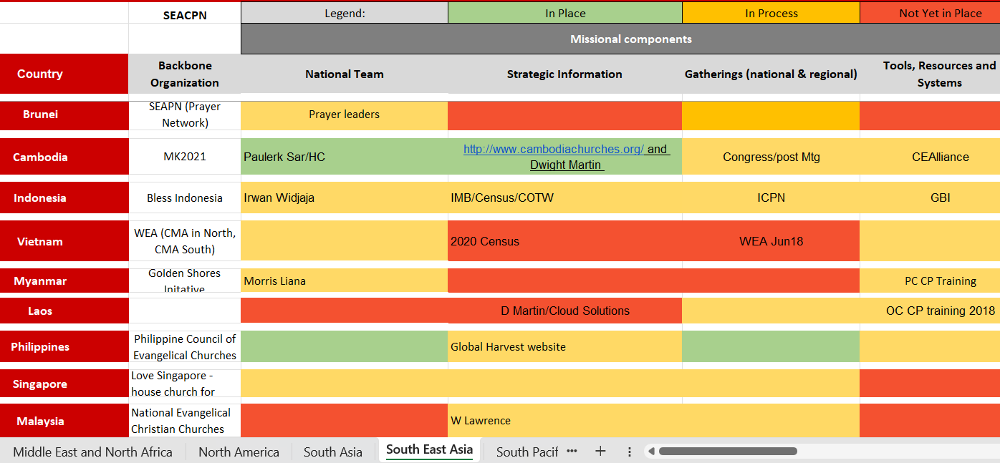 SEACPN Legend: In Place In Process Not Yet in Place
Missional components
Country Backbone Organization National Team Strategic Information Gatherings (national & regional) Tools, Resources and Systems
Brunei SEAPN (Prayer Network) Prayer leaders
Cambodia MK2021 Paulerk Sar/HC http://www.cambodiachurches.org/ and Dwight Martin Congress/post Mtg CEAlliance
Indonesia Bless Indonesia Irwan Widjaja IMB/Census/COTW ICPN GBI
Vietnam WEA (CMA in North, CMA South) 2020 Census WEA Jun18
Myanmar Golden Shores Initative Morris Liana PC CP Training
Laos D Martin/Cloud Solutions OC CP training 2018
Philippines Philippine Council of Evangelical Churches Global Harvest website
Singapore Love Singapore - house church for
Malaysia National Evangelical Christian Churches W Lawrence
Middle East and North Africa North America South Asia South East Asia South Pacif